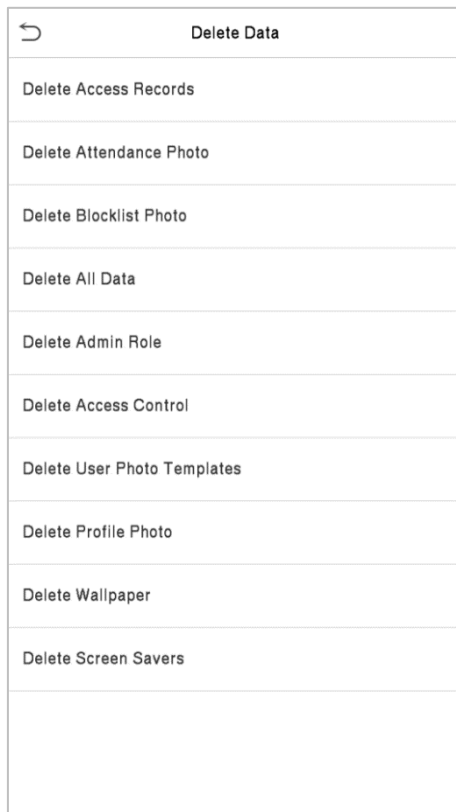 Delete Data
Delete Access Records
Delete Attendance Photo
Delete Blocklist Photo
Delete All Data
Delete Admin Role
Delete Access Control
Delete User Photo Templates
Delete Profile Photo
Delete Wallpaper
Delete Screen Savers